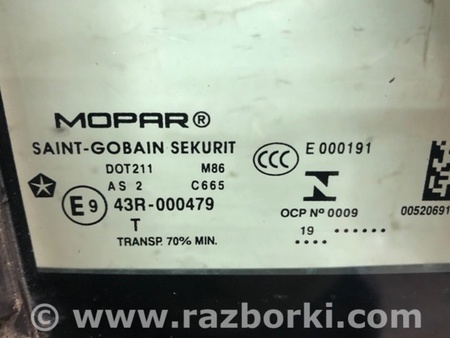 MOPAR®
SAINT-GOBAIN SEKURIT
DOT211 M86
AS 2 C665
E9 43R-000479
T
TRANSP. 70% MIN.
CCC E 000191
N
OCP Nº 0009
19 .... ......
00520691
© www.razborki.com